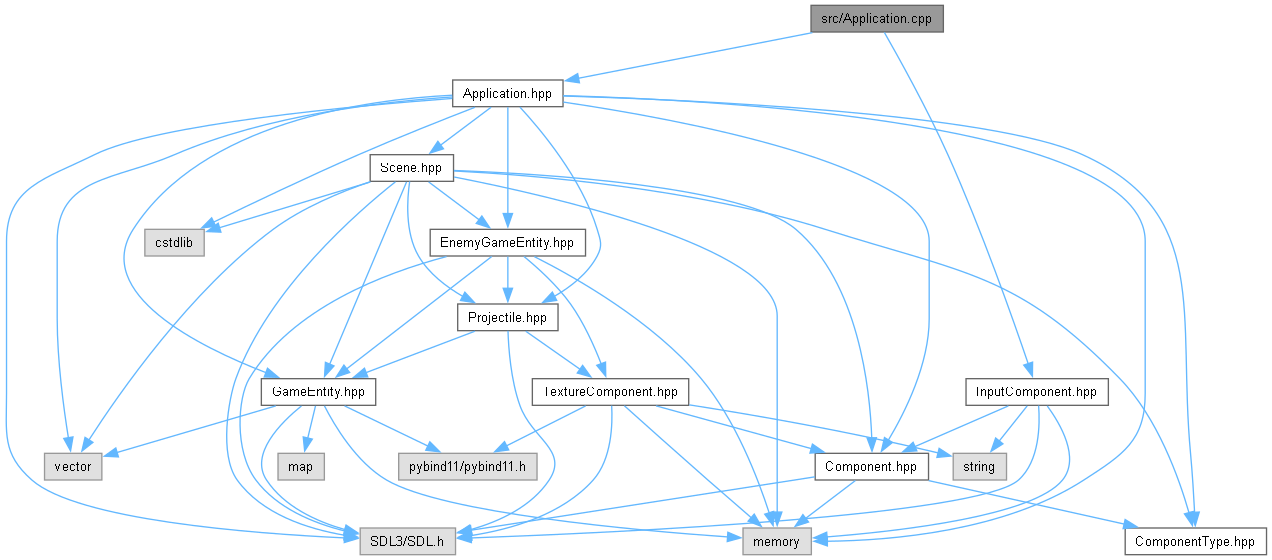 src/Application.cpp
Application.hpp
Scene.hpp
cstdlib
EnemyGameEntity.hpp
Projectile.hpp
GameEntity.hpp
TextureComponent.hpp
InputComponent.hpp
vector
map
pybind11/pybind11.h
Component.hpp
string
SDL3/SDL.h
memory
ComponentType.hpp